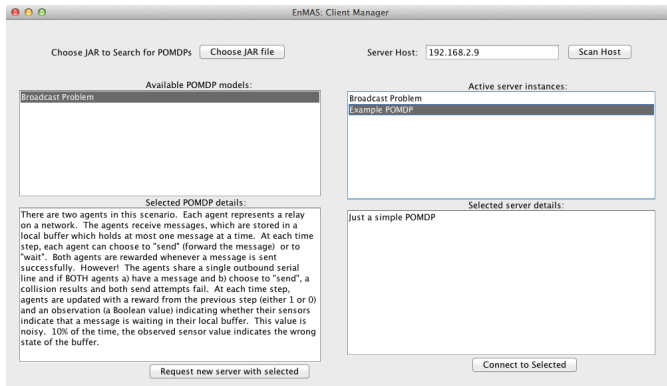 EnMAS: Client Manager
Choose JAR to Search for POMDPs
Choose JAR file
Server Host:
192.168.2.9
Scan Host
Available POMDP models:
Broadcast Problem
Active server instances:
Broadcast Problem
Example POMDP
Selected POMDP details:
There are two agents in this scenario. Each agent represents a relay
on a network. The agents receive messages, which are stored in a
local buffer which holds at most one message at a time. At each time
step, each agent can choose to "send" (forward the message) or to
"wait". Both agents are rewarded whenever a message is sent
successfully. However! The agents share a single outbound serial
line and if BOTH agents a) have a message and b) choose to "send", a
collision results and both send attempts fail. At each time step,
agents are updated with a reward from the previous step (either 1 or 0)
and an observation (a Boolean value) indicating whether their sensors
indicate that a message is waiting in their local buffer. This value is
noisy. 10% of the time, the observed sensor value indicates the wrong
state of the buffer.
Selected server details:
Just a simple POMDP
Request new server with selected
Connect to Selected